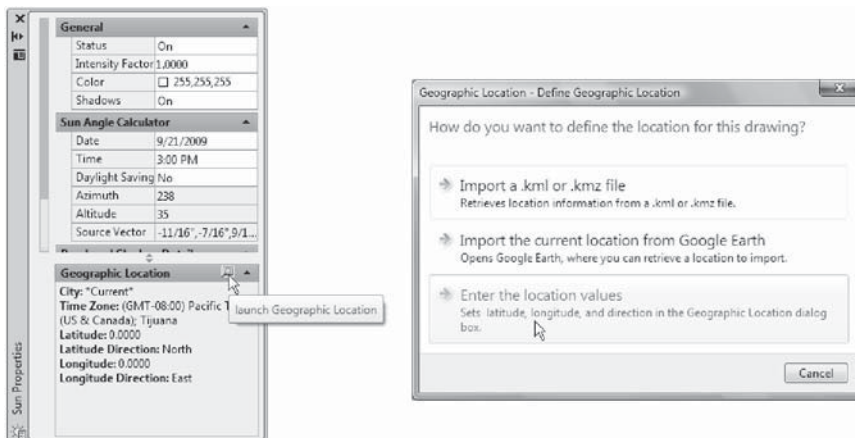 General
Status On
Intensity Factor 1.0000
Color 255,255,255
Shadows On
Sun Angle Calculator
Date 9/21/2009
Time 3:00 PM
Daylight Saving No
Azimuth 238
Altitude 35
Source Vector -11/16",-7/16",9/1...
Geographic Location
City: "Current"
Time Zone: (GMT-08:00) Pacific
(US & Canada); Tijuana
Latitude: 0.0000
Latitude Direction: North
Longitude: 0.0000
Longitude Direction: East
launch Geographic Location
Sun Properties
Geographic Location - Define Geographic Location
How do you want to define the location for this drawing?
Import a .kml or .kmz file
Retrieves location information from a .kml or .kmz file.
Import the current location from Google Earth
Opens Google Earth, where you can retrieve a location to import.
Enter the location values
Sets latitude, longitude, and direction in the Geographic Location dialog
box.
Cancel